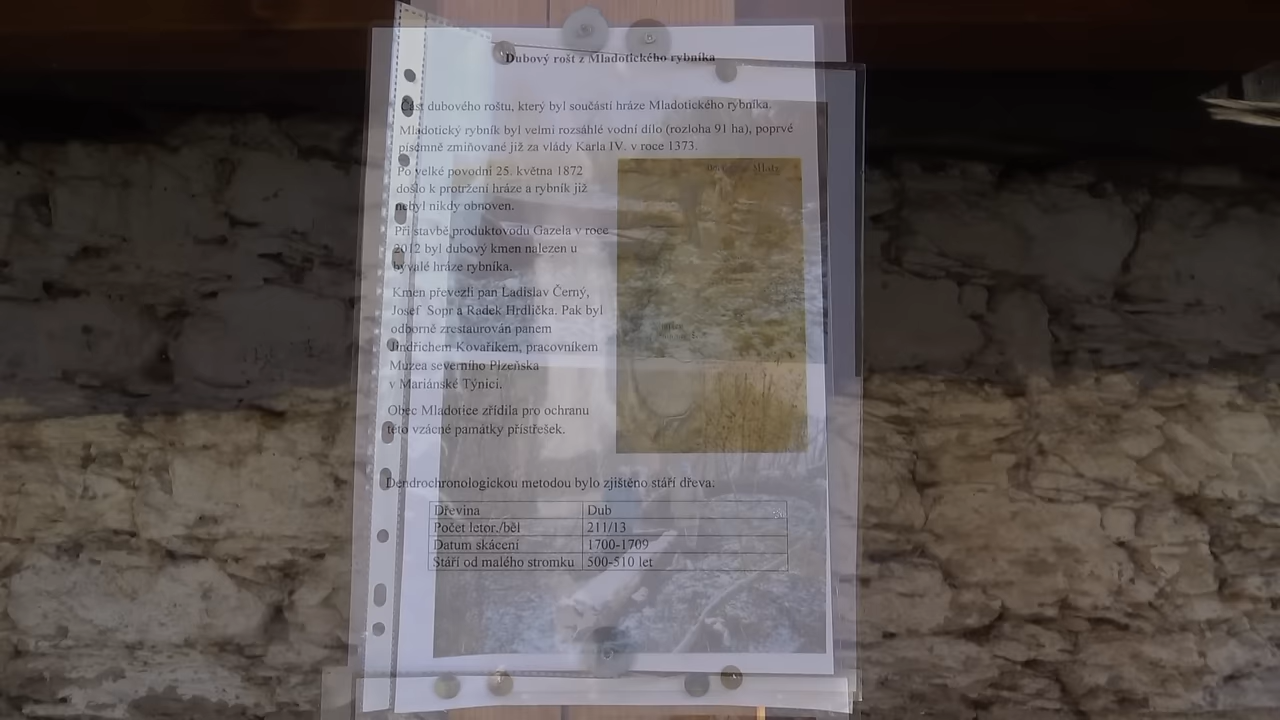 Dubový rošt z Mladotického rybníka
Část dubového roštu, který byl součástí hráze Mladotického rybníka.
Mladotický rybník byl velmi rozsáhlé vodní dílo (rozloha 91 ha), poprvé
písemně zmiňované již za vlády Karla IV. v roce 1373.
Po velké povodni 25. května 1872
došlo k protržení hráze a rybník již
nebyl nikdy obnoven.
Při stavbě produktovodu Gazela v roce
2012 byl dubový kmen nalezen u
bývalé hráze rybníka.
Kmen převezli pan Ladislav Černý,
Josef Sopr a Radek Hrdlička. Pak byl
odborně zrestaurován panem
Jindřichem Kovaříkem, pracovníkem
Muzea severního Plzeňska
v Mariánské Týnici.
Obec Mladotice zřídila pro ochranu
této vzácné památky přístřešek.
Dendrochronologickou metodou bylo zjištěno stáří dřeva:
Dřevina Dub
Počet letor./běl 211/13
Datum skácení 1700-1709
Stáří od malého stromku 500-510 let